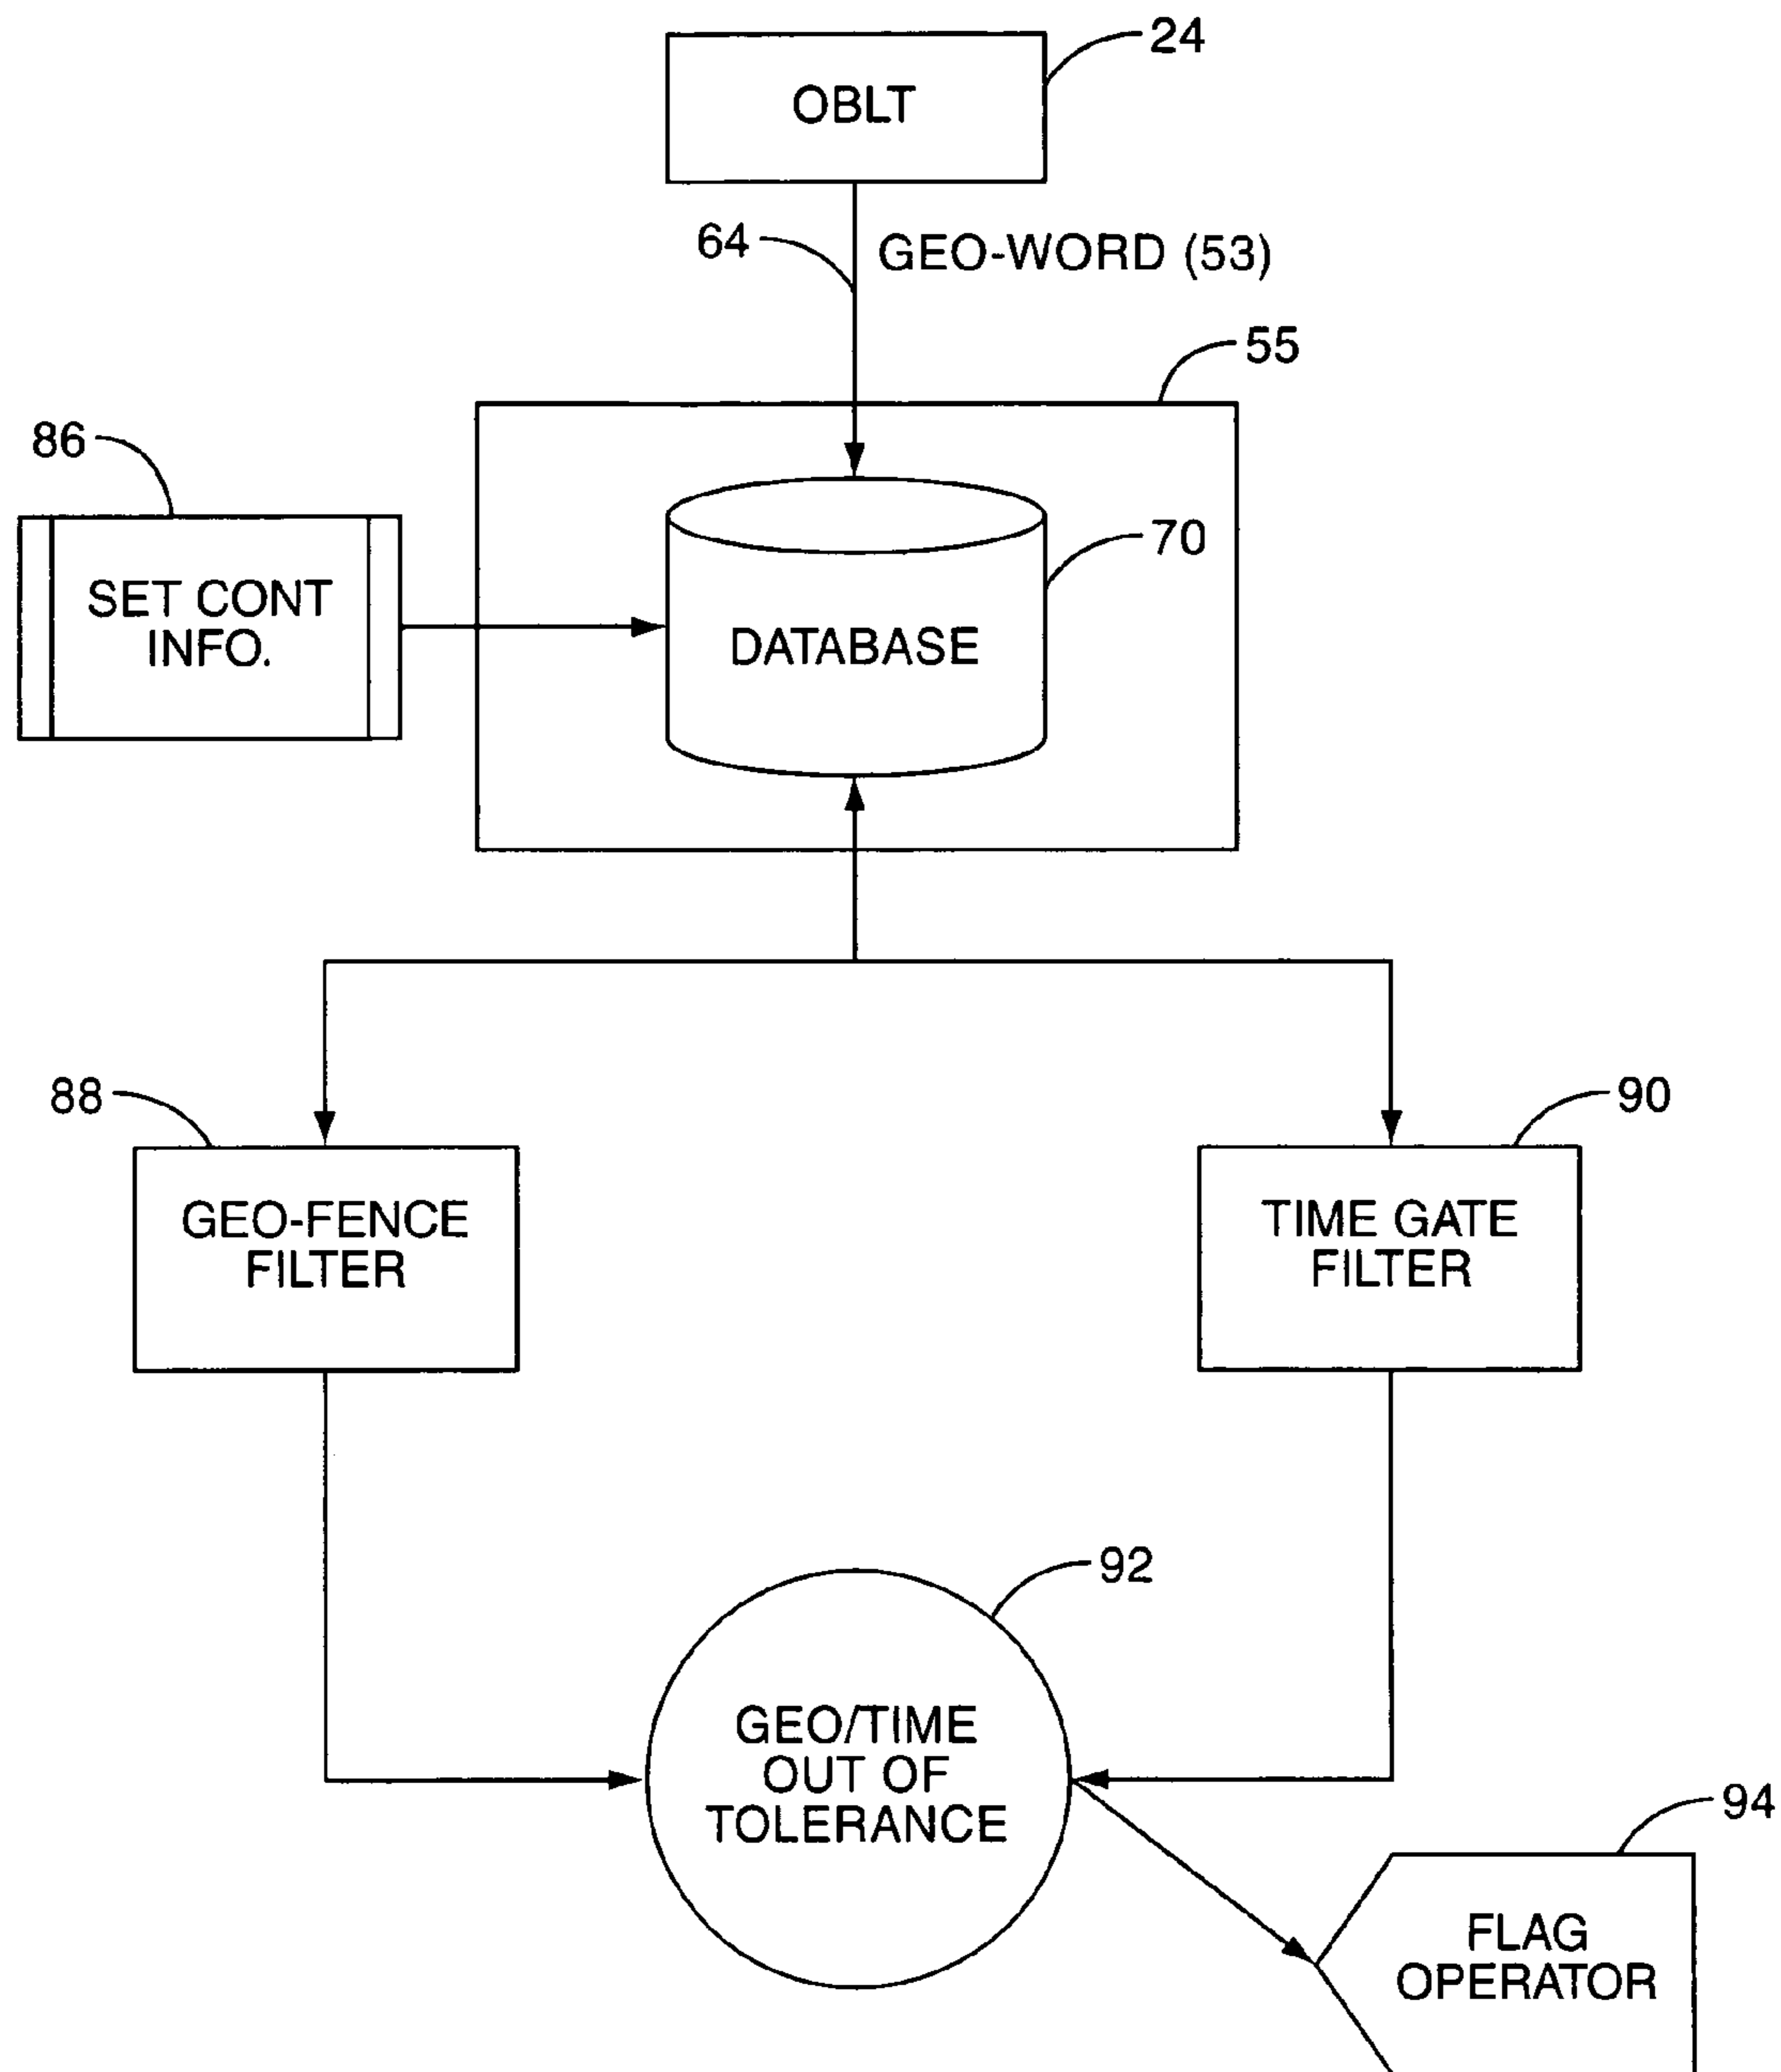 24
OBLT
64
GEO-WORD (53)
55
86
70
SET CONT
INFO.
DATABASE
88
90
GEO-FENCE
FILTER
TIME GATE
FILTER
92
GEO/TIME
OUT OF
TOLERANCE
94
FLAG
OPERATOR